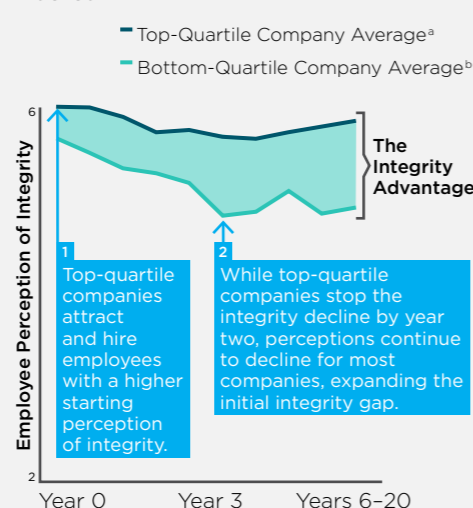 Top-Quartile Company Averageᵃ
Bottom-Quartile Company Averageᵇ
6
Employee Perception of Integrity
The
Integrity
Advantage
1
Top-quartile
companies
attract
and hire
employees
with a higher
starting
perception
of integrity.
2
While top-quartile
companies stop the
integrity decline by year
two, perceptions continue
to decline for most
companies, expanding the
initial integrity gap.
2
Year 0
Year 3
Years 6–20